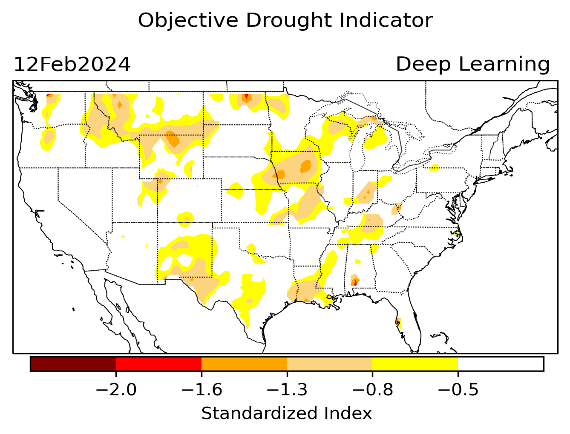 Objective Drought Indicator
12Feb2024 Deep Learning
−2.0 −1.6 −1.3 −0.8 −0.5
Standardized Index